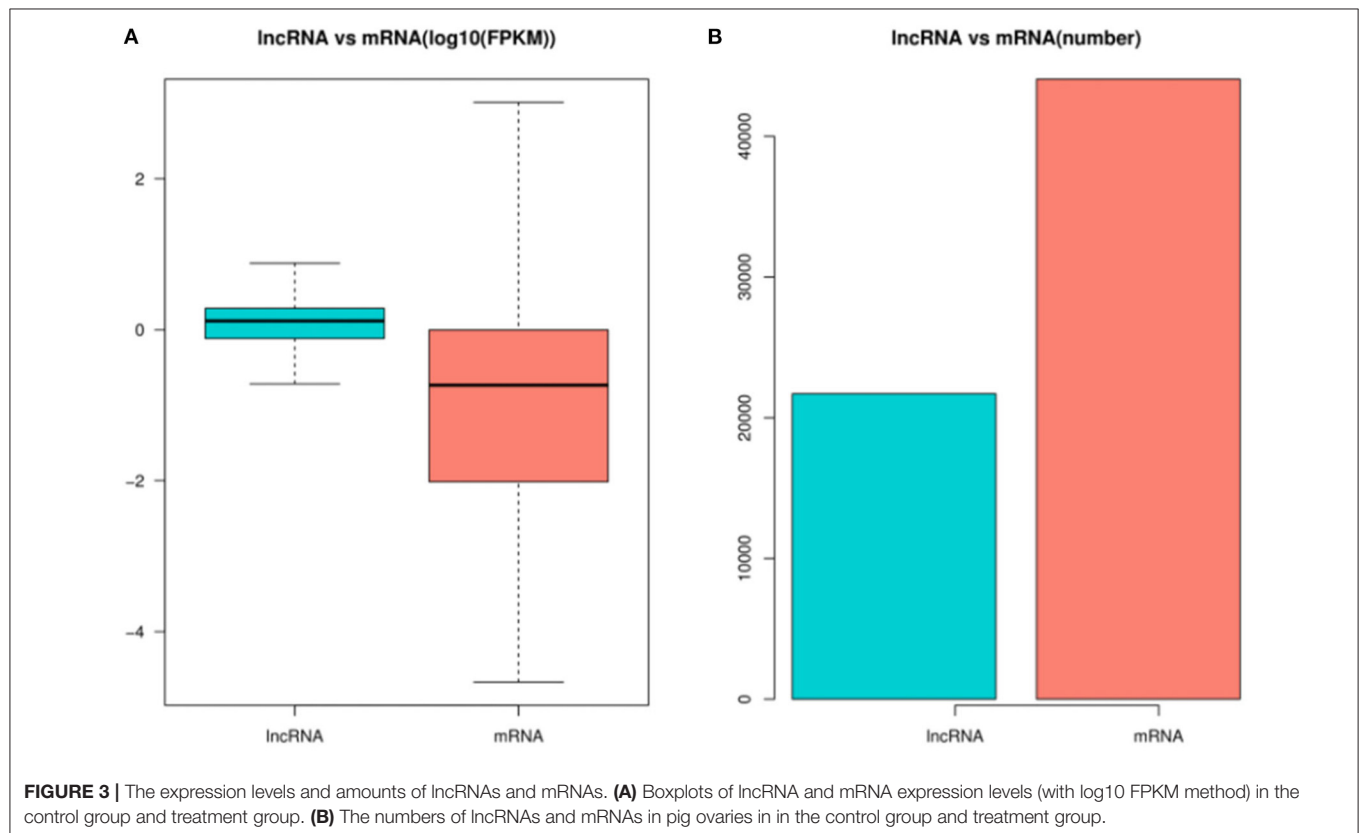 A
lncRNA vs mRNA(log10(FPKM))
2
0
−2
−4
lncRNA
mRNA
B
lncRNA vs mRNA(number)
40000
30000
20000
10000
0
lncRNA
mRNA
FIGURE 3 | The expression levels and amounts of lncRNAs and mRNAs. (A) Boxplots of lncRNA and mRNA expression levels (with log10 FPKM method) in the
control group and treatment group. (B) The numbers of lncRNAs and mRNAs in pig ovaries in in the control group and treatment group.